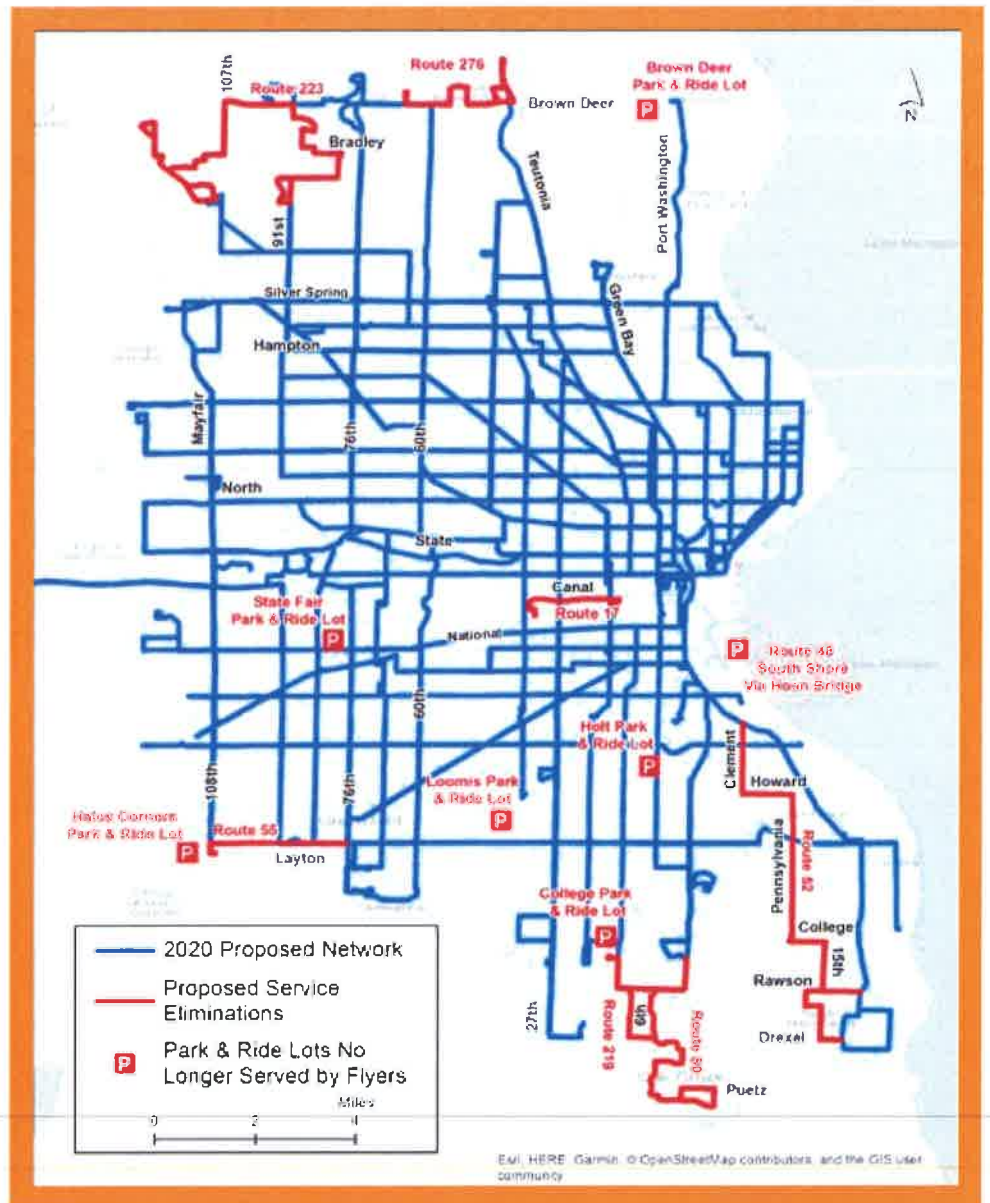 Route 276
Brown Deer
Park & Ride Lot
P
107th
Route 223
Brown Deer
Bradley
Teutonia
Port Washington
91st
Silver Spring
Green Bay
Hampton
Mayfair
76th
60th
North
State
Canal
Route 17
State Fair
Park & Ride Lot
P
National
P
Route 48
South Shore
Via Hoan Bridge
60th
Holt Park
& Ride Lot
P
Clement
Howard
108th
76th
Loomis Park
& Ride Lot
P
Hales Corners
Park & Ride Lot
P
Route 55
Layton
Pennsylvania
Route 52
College Park
& Ride Lot
P
College
15th
Rawson
27th
6th
Route 219
Route 80
Drexel
Puetz
2020 Proposed Network
Proposed Service
Eliminations
P
Park & Ride Lots No
Longer Served by Flyers
Miles
0 2 4
Esri, HERE, Garmin, © OpenStreetMap contributors, and the GIS user
community